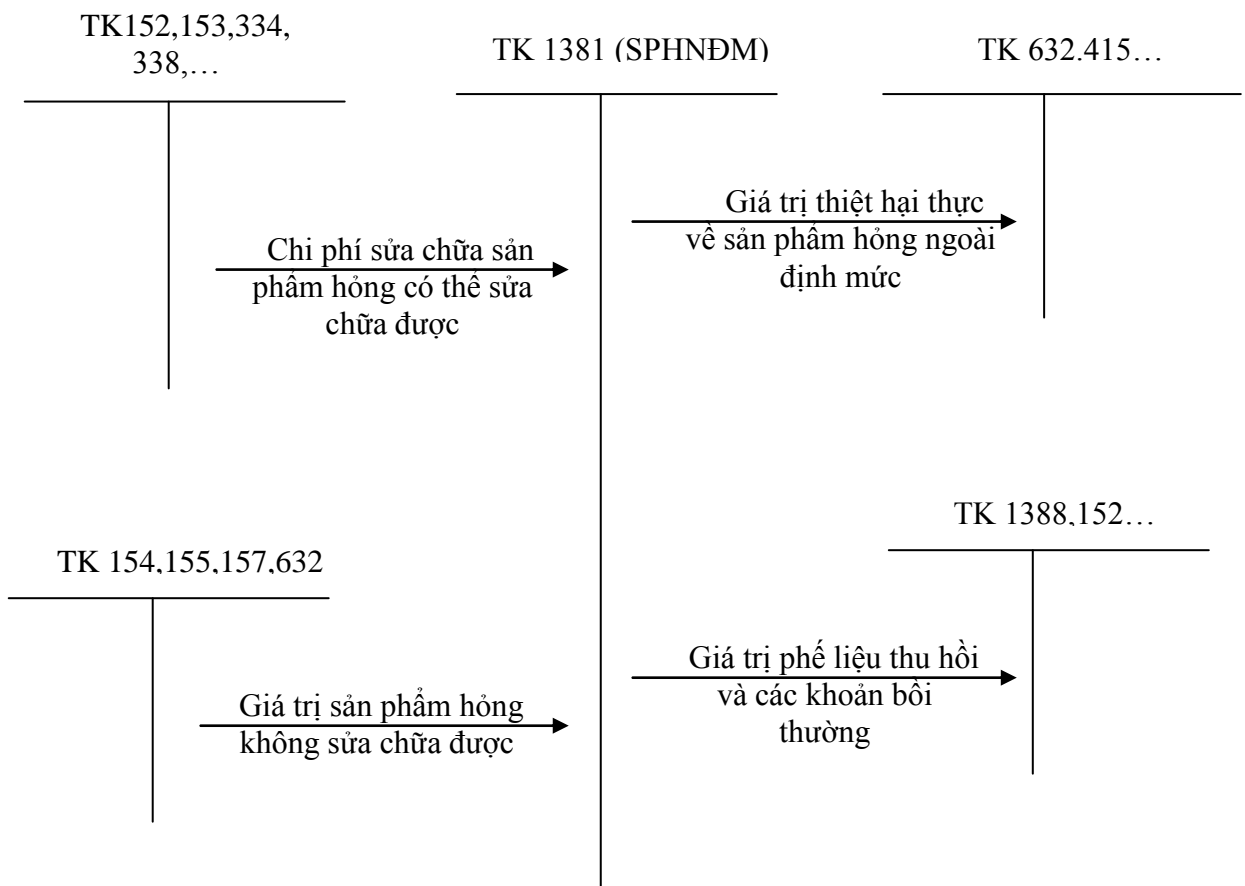 TK152,153,334,
338,…
TK 1381 (SPHNĐM)
TK 632.415…
Giá trị thiệt hại thực
về sản phẩm hỏng ngoài
định mức
Chi phí sửa chữa sản
phẩm hỏng có thể sửa
chữa được
TK 1388,152…
TK 154,155,157,632
Giá trị phế liệu thu hồi
và các khoản bồi
thường
Giá trị sản phẩm hỏng
không sửa chữa được